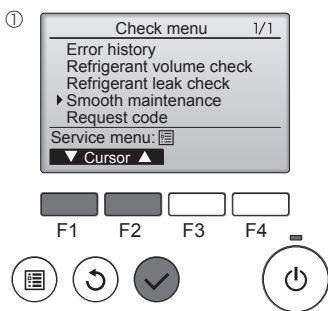 ①
Check menu 1/1
Error history
Refrigerant volume check
Refrigerant leak check
Smooth maintenance
Request code
Service menu:
▼ Cursor ▲
F1 F2 F3 F4